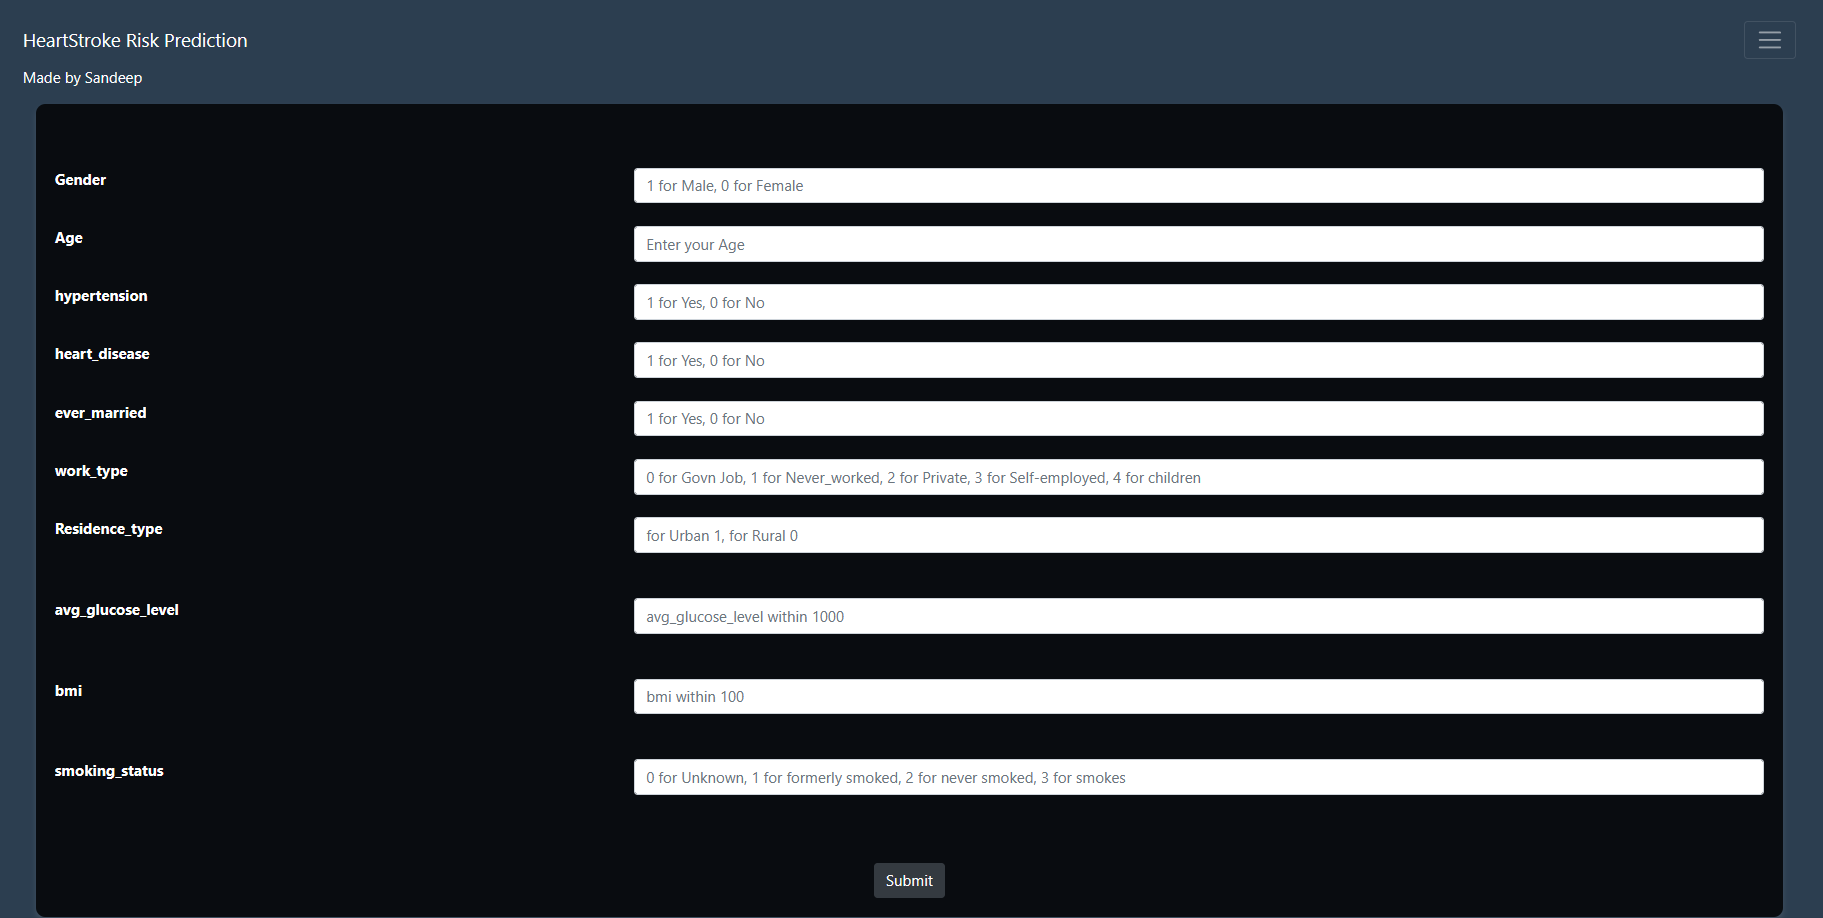 HeartStroke Risk Prediction
Made by Sandeep
Gender
1 for Male, 0 for Female
Age
Enter your Age
hypertension
1 for Yes, 0 for No
heart_disease
1 for Yes, 0 for No
ever_married
1 for Yes, 0 for No
work_type
0 for Govn Job, 1 for Never_worked, 2 for Private, 3 for Self-employed, 4 for children
Residence_type
for Urban 1, for Rural 0
avg_glucose_level
avg_glucose_level within 1000
bmi
bmi within 100
smoking_status
0 for Unknown, 1 for formerly smoked, 2 for never smoked, 3 for smokes
Submit